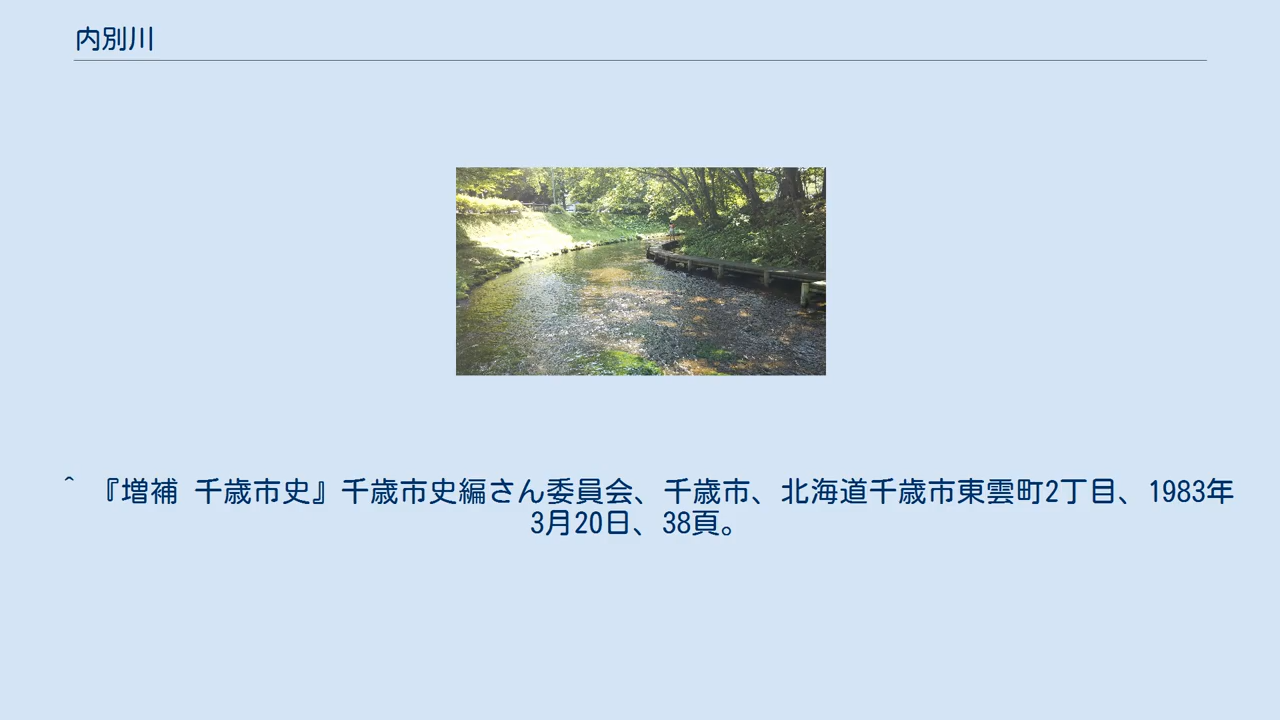 内別川
^ 『増補 千歳市史』千歳市史編さん委員会、千歳市、北海道千歳市東雲町2丁目、1983年
3月20日、38頁。